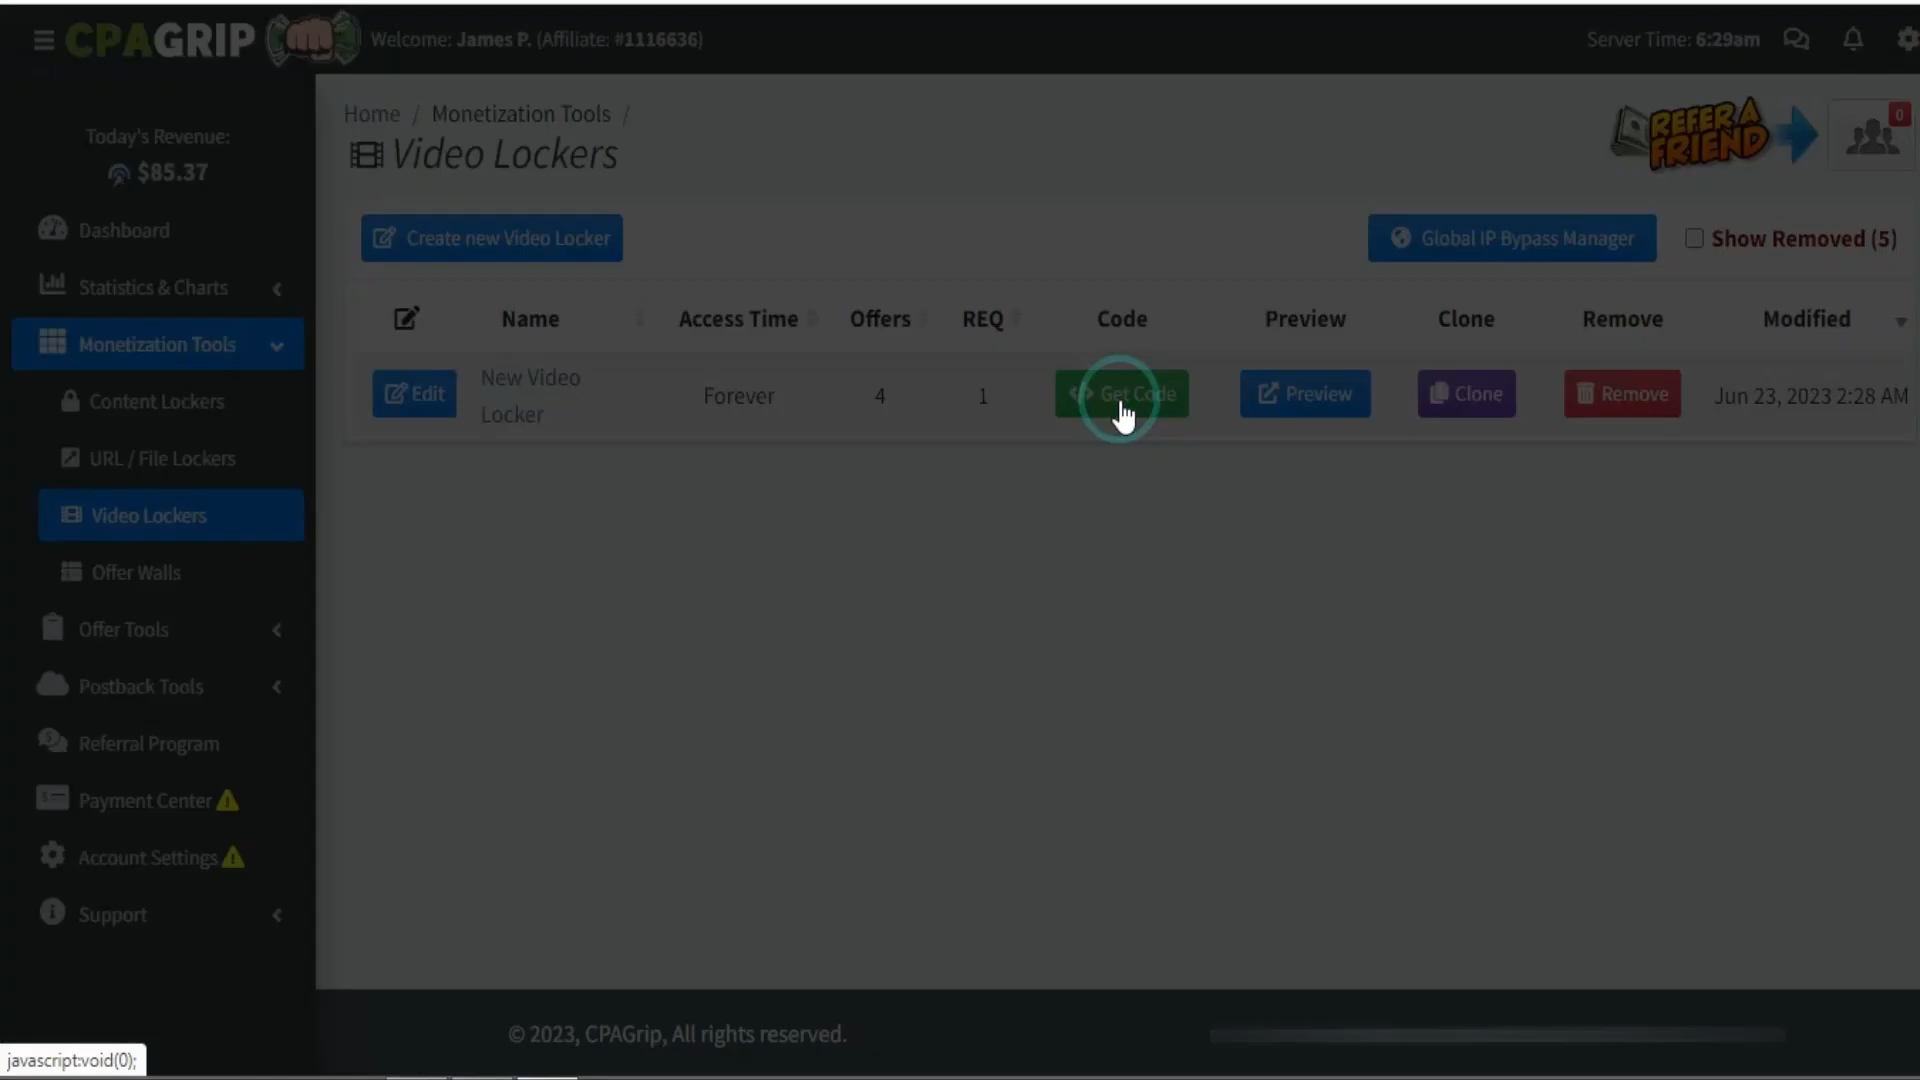 CPAGRIP Welcome: James P. (Affiliate: #1116636) Server Time: 6:29am
Today's Revenue:
$85.37
Dashboard
Statistics & Charts
Monetization Tools
Content Lockers
URL / File Lockers
Video Lockers
Offer Walls
Offer Tools
Postback Tools
Referral Program
Payment Center
Account Settings
Support
Home / Monetization Tools /
Video Lockers
REFER A
FRIEND
0
Create new Video Locker Global IP Bypass Manager Show Removed (5)
Name Access Time Offers REQ Code Preview Clone Remove Modified
Edit New Video Locker Forever 4 1 Get Code Preview Clone Remove Jun 23, 2023 2:28 AM
© 2023, CPAGrip, All rights reserved.
javascript:void(0);